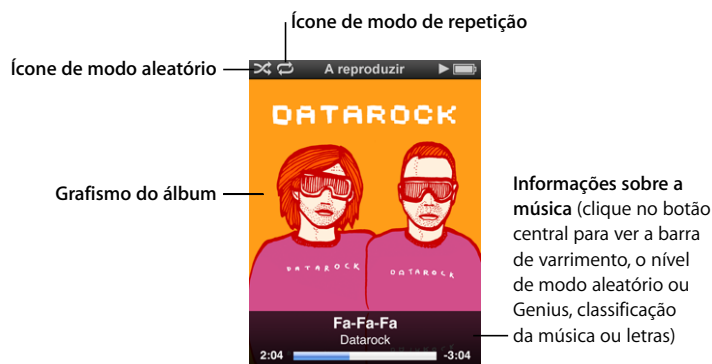 Ícone de modo de repetição
Ícone de modo aleatório
A reproduzir
DATAROCK
Grafismo do álbum
DATAROCK
DATAROCK
Informações sobre a
música (clique no botão
central para ver a barra
de varrimento, o nível
de modo aleatório ou
Genius, classificação
da música ou letras)
Fa-Fa-Fa
Datarock
2:04
-3:04